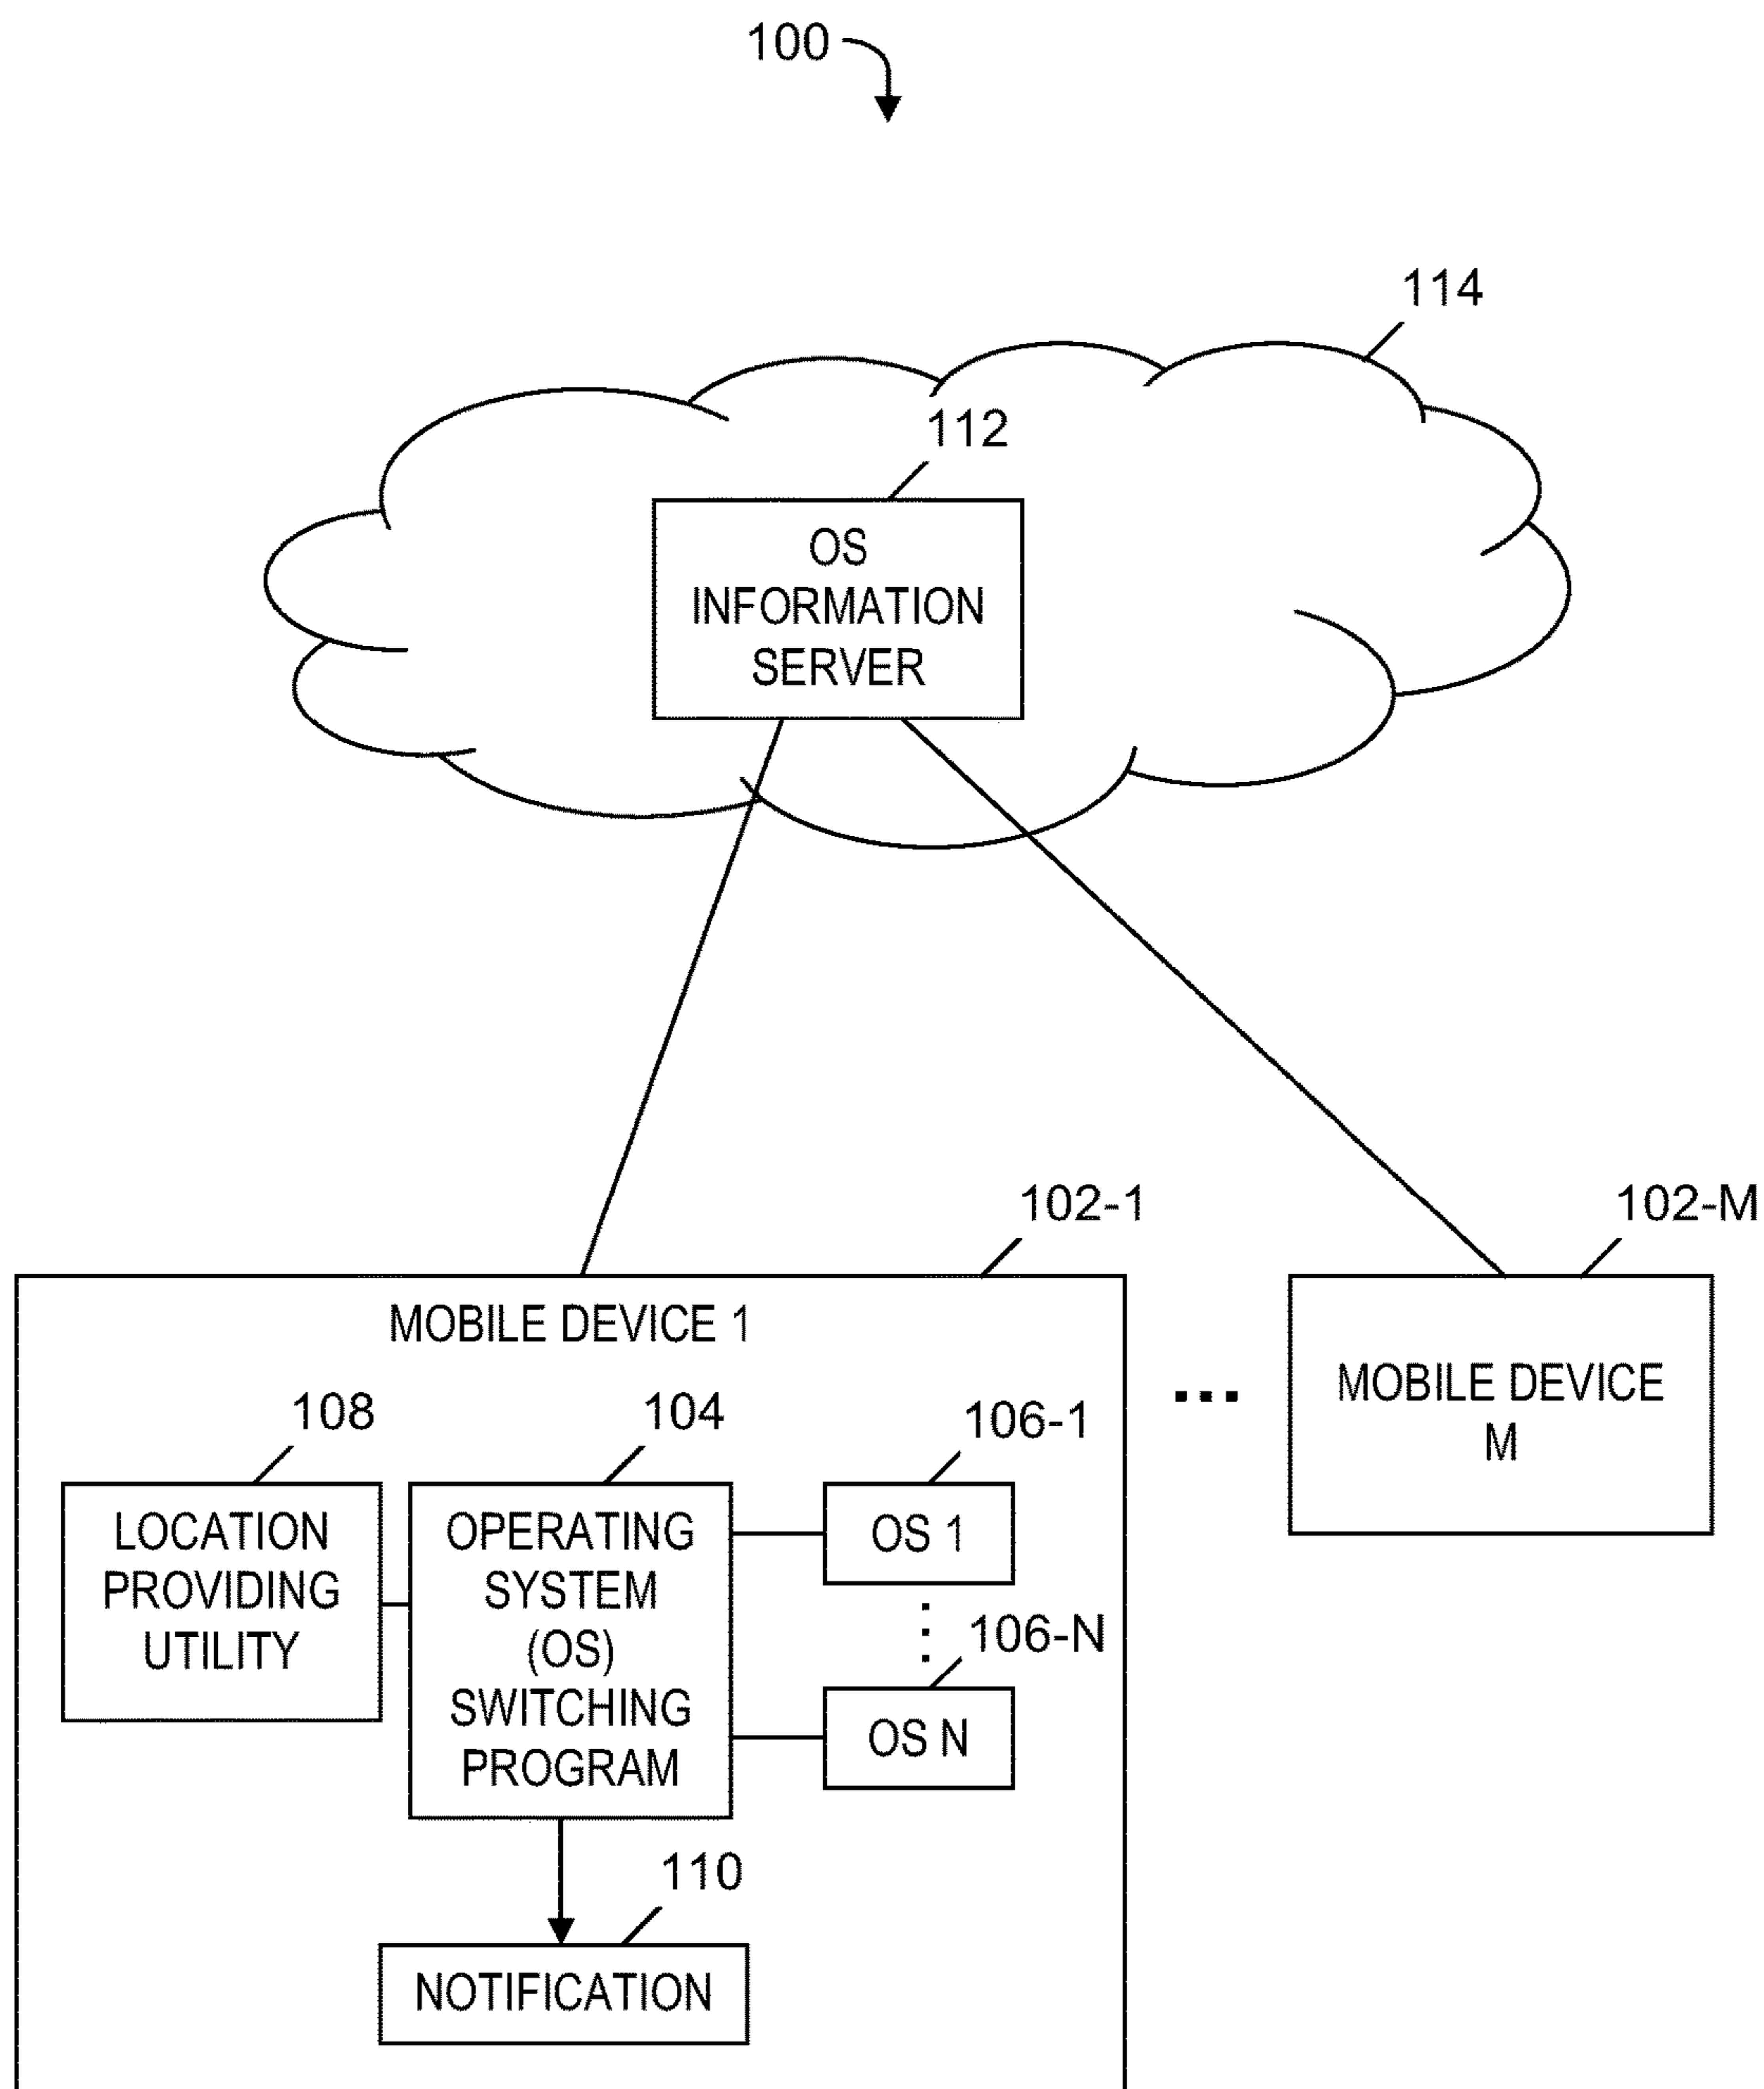 100
114
112
OS
INFORMATION
SERVER
102-1
102-M
MOBILE DEVICE 1
MOBILE DEVICE
M
...
108
104
106-1
LOCATION
PROVIDING
UTILITY
OPERATING
SYSTEM
(OS)
SWITCHING
PROGRAM
OS 1
106-N
OS N
110
NOTIFICATION